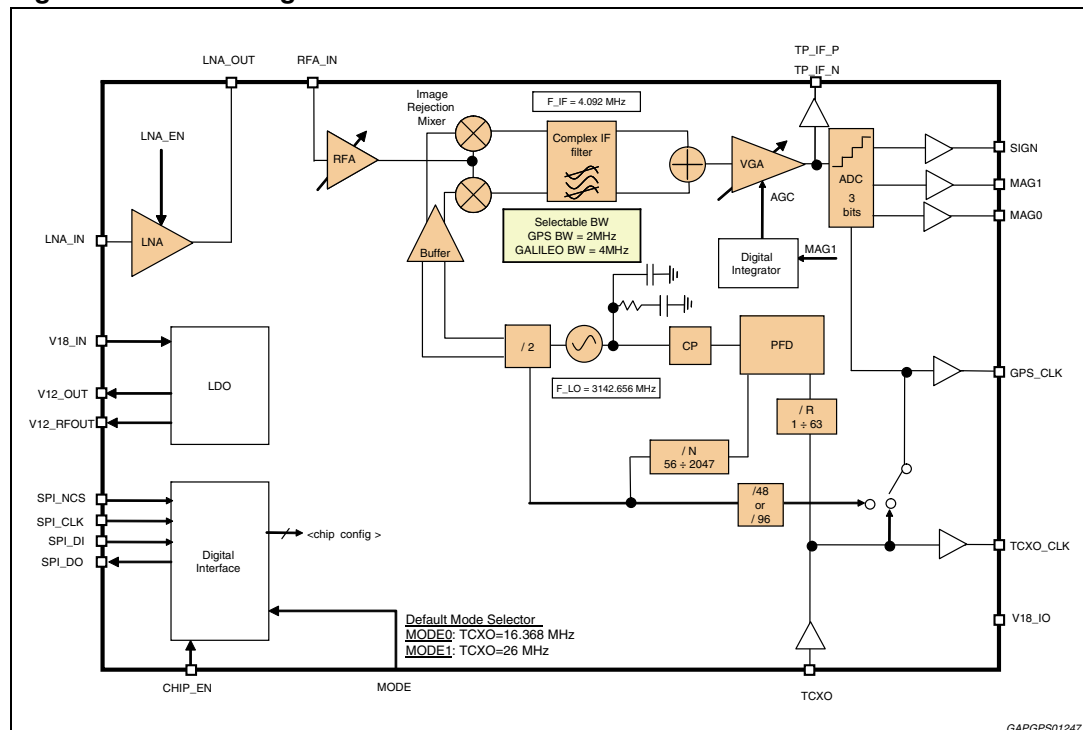 TP_IF_P
LNA_OUT
RFA_IN
TP_IF_N
Image
Rejection
Mixer
F_IF = 4.092 MHz
LNA_EN
RFA
Complex IF
filter
VGA
ADC
3
bits
SIGN
MAG1
MAG0
AGC
LNA_IN
LNA
Buffer
Selectable BW
GPS BW = 2MHz
GALILEO BW = 4MHz
Digital
Integrator
MAG1
V18_IN
V12_OUT
V12_RFOUT
LDO
/ 2
CP
PFD
F_LO = 3142.656 MHz
GPS_CLK
/ R
1 ÷ 63
/ N
56 ÷ 2047
/48
or
/ 96
SPI_NCS
SPI_CLK
SPI_DI
SPI_DO
Digital
Interface
<chip config >
TCXO_CLK
V18_IO
Default Mode Selector
MODE0: TCXO=16.368 MHz
MODE1: TCXO=26 MHz
CHIP_EN
MODE
TCXO
GAPGPS01247